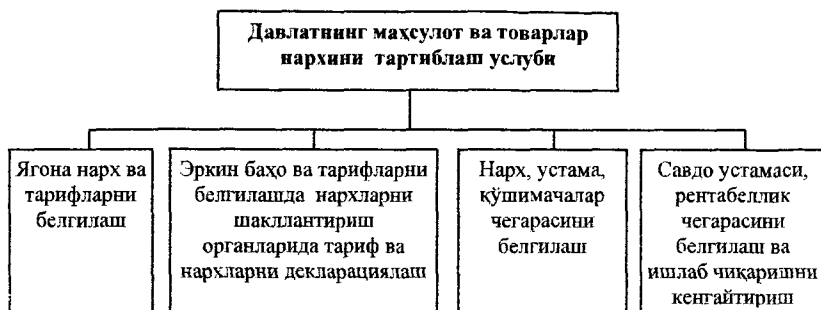 Давлатнинг маҳсулот ва товарлар
нархини тартиблаш услуби
Ягона нарх ва
тарифларни
белгилаш
Эркин баҳо ва тарифларни
белгилашда нархларни
шакллантириш
органларида тариф ва
нархларни декларациялаш
Нарх, устама,
қўшимачалар
чегарасини
белгилаш
Савдо устамаси,
рентабеллик
чегарасини
белгилаш ва
ишлаб чиқаришни
кенгайтириш